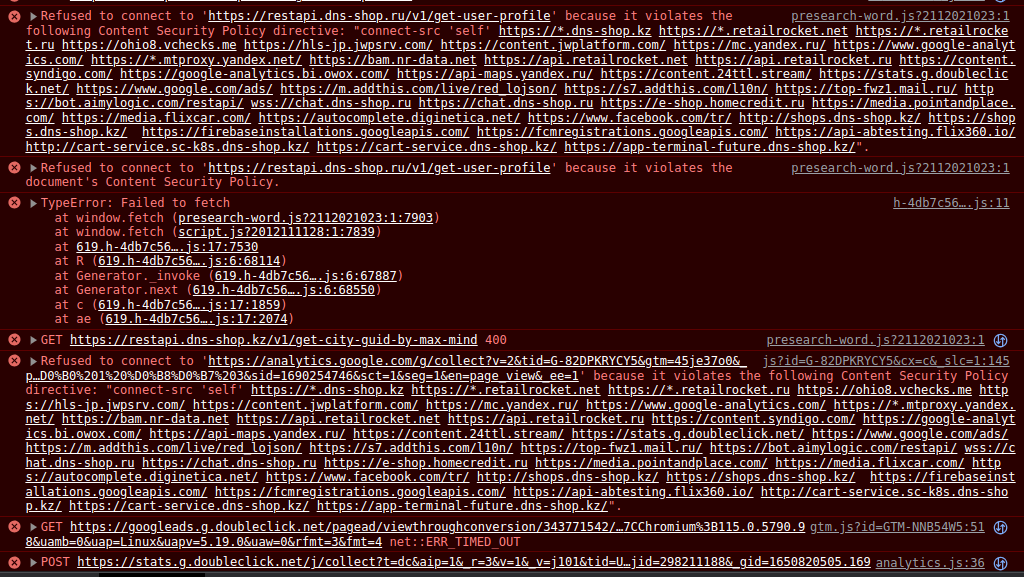 Refused to connect to 'https://restapi.dns-shop.ru/v1/get-user-profile' because it violates the presearch-word.js?2112021023:1
following Content Security Policy directive: "connect-src 'self' https://*.dns-shop.kz https://*.retailrocket.net https://*.retailrocke
t.ru https://ohio8.vchecks.me https://hls-jp.jwpsrv.com/ https://content.jwplatform.com/ https://mc.yandex.ru/ https://www.google-analyt
ics.com/ https://*.mtproxy.yandex.net/ https://bam.nr-data.net https://api.retailrocket.net https://api.retailrocket.ru https://content.
syndigo.com/ https://google-analytics.bi.owox.com/ https://api-maps.yandex.ru/ https://content.24ttl.stream/ https://stats.g.doubleclic
k.net/ https://www.google.com/ads/ https://m.addthis.com/live/red_lojson/ https://s7.addthis.com/l10n/ https://top-fwz1.mail.ru/ http
s://bot.aimylogic.com/restapi/ wss://chat.dns-shop.ru https://chat.dns-shop.ru https://e-shop.homecredit.ru https://media.pointandplace.
com/ https://media.flixcar.com/ https://autocomplete.diginetica.net/ https://www.facebook.com/tr/ http://shops.dns-shop.kz/ https://shop
s.dns-shop.kz/ https://firebaseinstallations.googleapis.com/ https://fcmregistrations.googleapis.com/ https://api-abtesting.flix360.io/
http://cart-service.sc-k8s.dns-shop.kz/ https://cart-service.dns-shop.kz/ https://app-terminal-future.dns-shop.kz/".
Refused to connect to 'https://restapi.dns-shop.ru/v1/get-user-profile' because it violates the presearch-word.js?2112021023:1
document's Content Security Policy.
TypeError: Failed to fetch h-4db7c56….js:11
at window.fetch (presearch-word.js?2112021023:1:7903)
at window.fetch (script.js?2012111128:1:7839)
at 619.h-4db7c56….js:17:7530
at R (619.h-4db7c56….js:6:68114)
at Generator._invoke (619.h-4db7c56….js:6:67887)
at Generator.next (619.h-4db7c56….js:6:68550)
at c (619.h-4db7c56….js:17:1859)
at ae (619.h-4db7c56….js:17:2074)
GET https://restapi.dns-shop.kz/v1/get-city-guid-by-max-mind 400 presearch-word.js?2112021023:1
Refused to connect to 'https://analytics.google.com/g/collect?v=2&tid=G-82DPKRYCY5&gtm=45je37o0&_ js?id=G-82DPKRYCY5&cx=c&_slc=1:145
p…D0%B0%201%20%D0%B8%D0%B7%203&sid=1690254746&sct=1&seg=1&en=page_view&_ee=1' because it violates the following Content Security Policy
directive: "connect-src 'self' https://*.dns-shop.kz https://*.retailrocket.net https://*.retailrocket.ru https://ohio8.vchecks.me http
s://hls-jp.jwpsrv.com/ https://content.jwplatform.com/ https://mc.yandex.ru/ https://www.google-analytics.com/ https://*.mtproxy.yandex.
net/ https://bam.nr-data.net https://api.retailrocket.net https://api.retailrocket.ru https://content.syndigo.com/ https://google-analyt
ics.bi.owox.com/ https://api-maps.yandex.ru/ https://content.24ttl.stream/ https://stats.g.doubleclick.net/ https://www.google.com/ads/
https://m.addthis.com/live/red_lojson/ https://s7.addthis.com/l10n/ https://top-fwz1.mail.ru/ https://bot.aimylogic.com/restapi/ wss://c
hat.dns-shop.ru https://chat.dns-shop.ru https://e-shop.homecredit.ru https://media.pointandplace.com/ https://media.flixcar.com/ http
s://autocomplete.diginetica.net/ https://www.facebook.com/tr/ http://shops.dns-shop.kz/ https://shops.dns-shop.kz/ https://firebaseinst
allations.googleapis.com/ https://fcmregistrations.googleapis.com/ https://api-abtesting.flix360.io/ http://cart-service.sc-k8s.dns-sho
p.kz/ https://cart-service.dns-shop.kz/ https://app-terminal-future.dns-shop.kz/".
GET https://googleads.g.doubleclick.net/pagead/viewthroughconversion/343771542/…7CChromium%3B115.0.5790.9 gtm.js?id=GTM-NNB54W5:51
8&uamb=0&uap=Linux&uapv=5.19.0&uaw=0&rfmt=3&fmt=4 net::ERR_TIMED_OUT
POST https://stats.g.doubleclick.net/j/collect?t=dc&aip=1&_r=3&v=1&_v=j101&tid=U…jid=298211188&_gid=1650820505.169 analytics.js:36